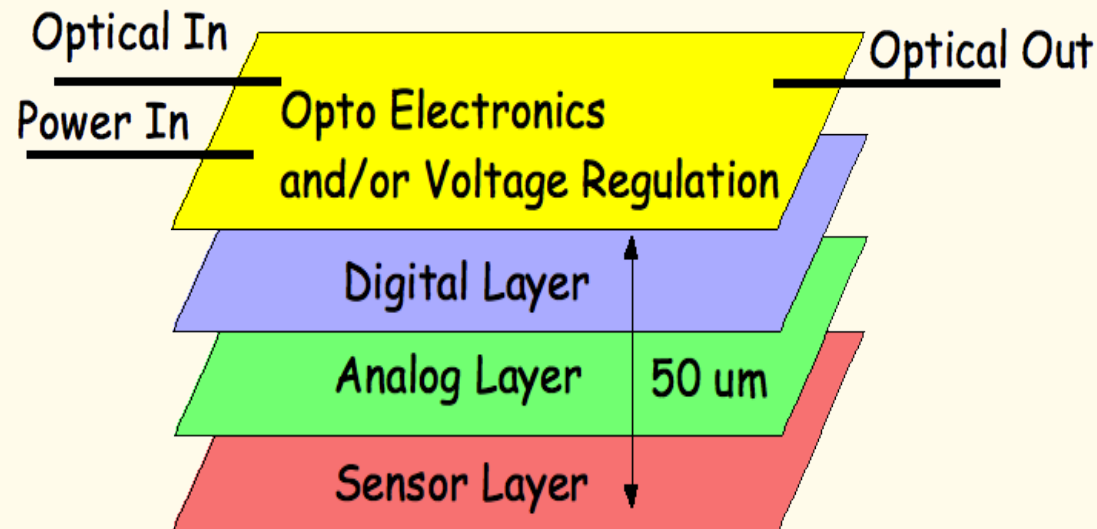 Optical In
Optical Out
Power In
Opto Electronics
and/or Voltage Regulation
Digital Layer
Analog Layer
50 um
Sensor Layer